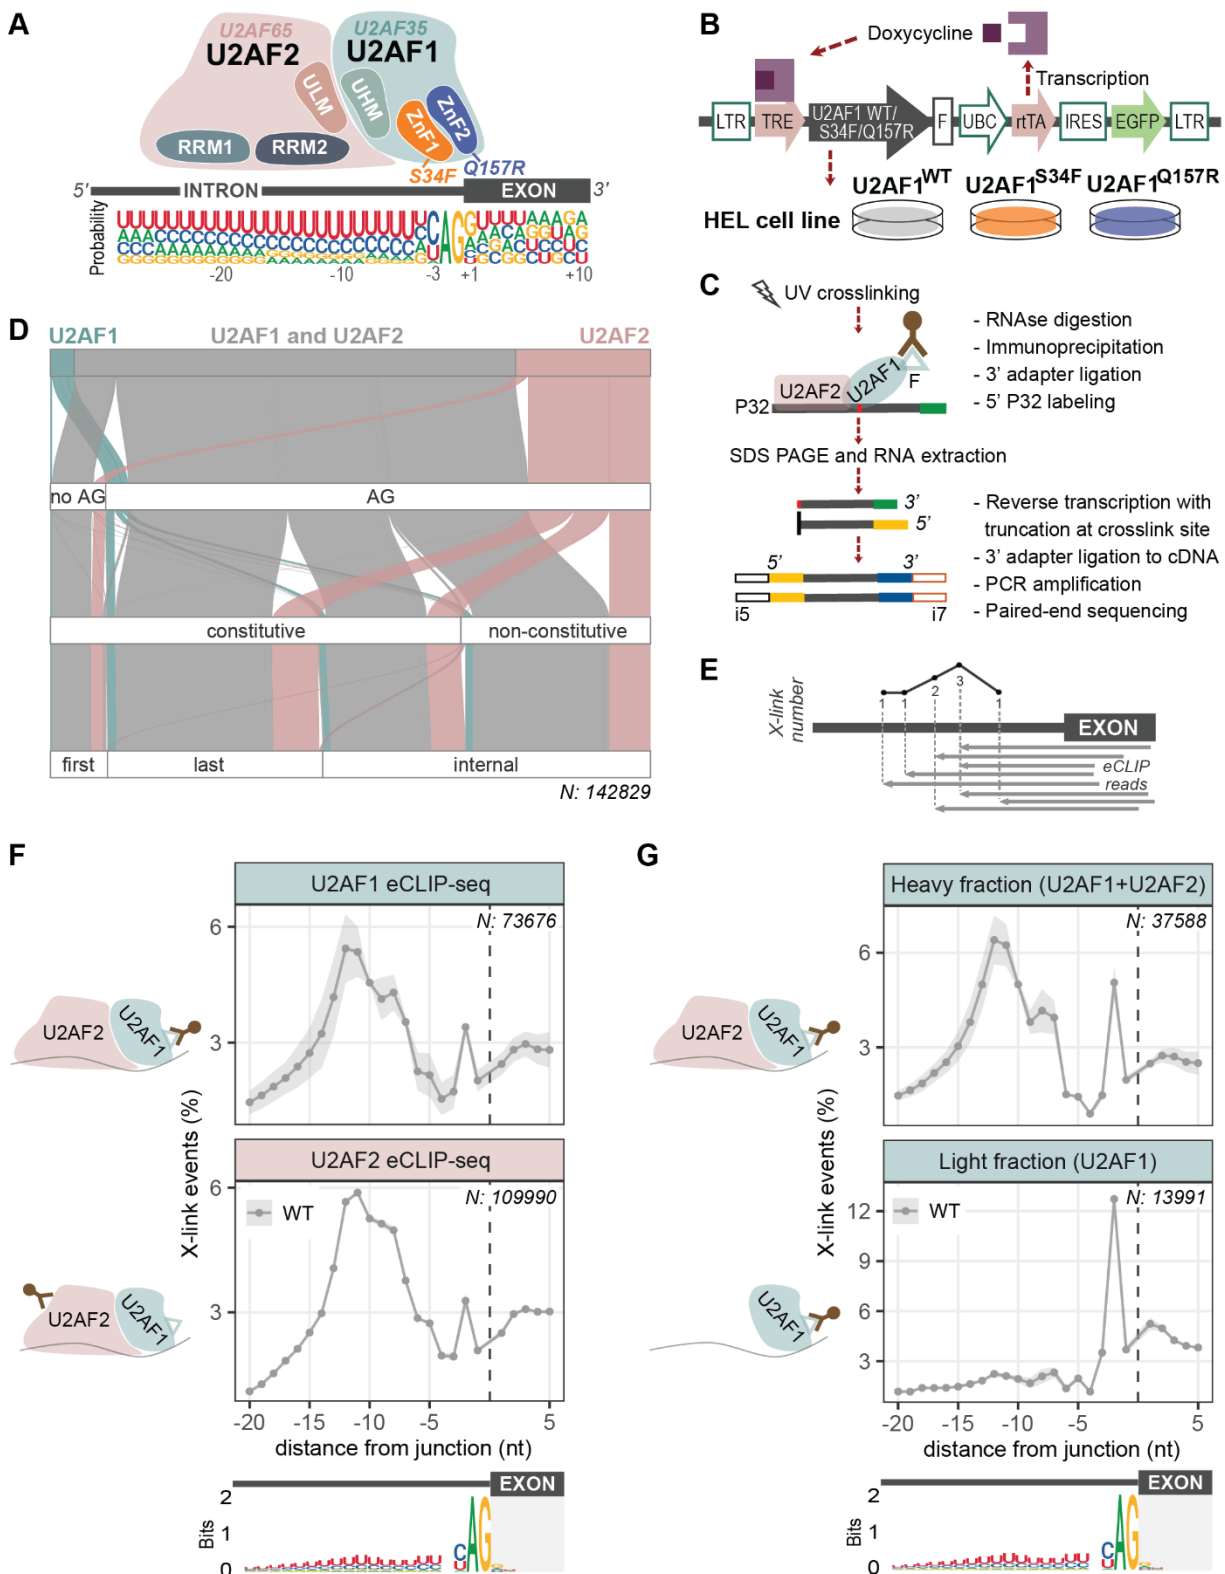 A
U2AF65
U2AF2
U2AF35
U2AF1
ULM
UHM
ZnF1
ZnF2
RRM1
RRM2
S34F
Q157R
5'
INTRON
EXON
3'
Probability
-20
-10
-3
+1
+10
B
Doxycycline
Transcription
LTR
TRE
U2AF1 WT/
S34F/Q157R
F
UBC
rtTA
IRES
EGFP
LTR
HEL cell line
U2AF1WT
U2AF1S34F
U2AF1Q157R
C
UV crosslinking
U2AF2
U2AF1
F
P32
- RNAse digestion
- Immunoprecipitation
- 3' adapter ligation
- 5' P32 labeling
SDS PAGE and RNA extraction
3'
5'
5'
3'
i5
i7
- Reverse transcription with
truncation at crosslink site
- 3' adapter ligation to cDNA
- PCR amplification
- Paired-end sequencing
D
U2AF1
U2AF1 and U2AF2
U2AF2
no AG
AG
constitutive
non-constitutive
first
last
internal
N: 142829
E
X-link
number
1
1
2
3
1
EXON
eCLIP
reads
F
U2AF1 eCLIP-seq
N: 73676
6
3
U2AF2
U2AF1
X-link events (%)
U2AF2 eCLIP-seq
N: 109990
WT
6
3
U2AF2
U2AF1
-20
-15
-10
-5
5
distance from junction (nt)
EXON
Bits
2
1
0
CAG
G
Heavy fraction (U2AF1+U2AF2)
N: 37588
6
3
U2AF2
U2AF1
X-link events (%)
Light fraction (U2AF1)
N: 13991
WT
12
9
6
3
U2AF1
-20
-15
-10
-5
5
distance from junction (nt)
EXON
Bits
2
1
0
CAG